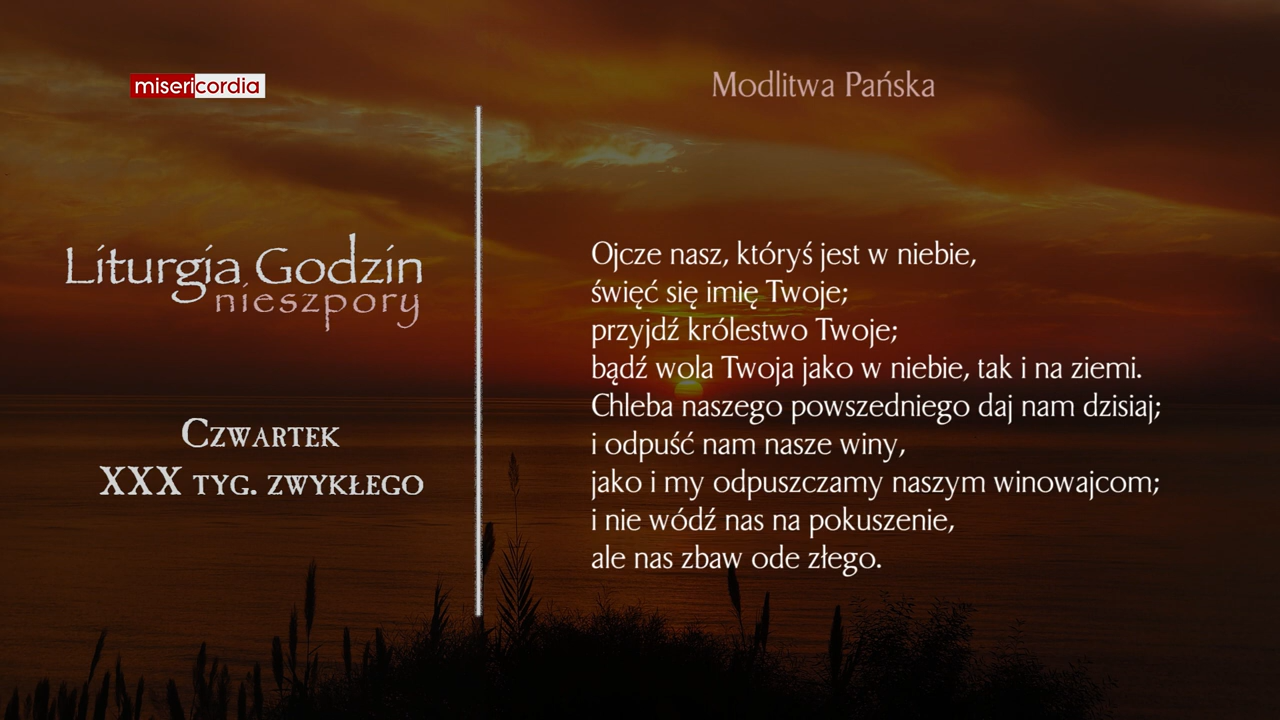 misericordia
Liturgia Godzin
nieszpory
Czwartek
XXX tyg. zwykłego
Modlitwa Pańska
Ojcze nasz, któryś jest w niebie,
święć się imię Twoje;
przyjdź królestwo Twoje;
bądź wola Twoja jako w niebie, tak i na ziemi.
Chleba naszego powszedniego daj nam dzisiaj;
i odpuść nam nasze winy,
jako i my odpuszczamy naszym winowajcom;
i nie wódź nas na pokuszenie,
ale nas zbaw ode złego.